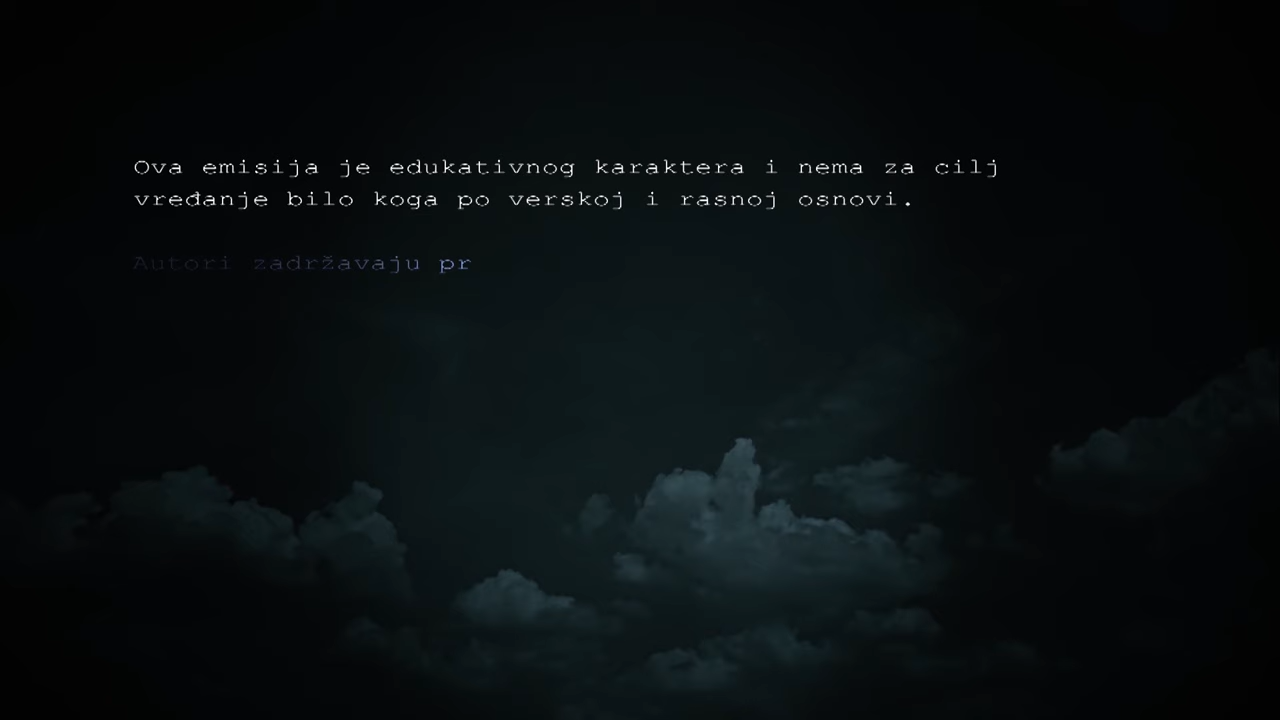 Ova emisija je edukativnog karaktera i nema za cilj
vređanje bilo koga po verskoj i rasnoj osnovi.
Autori zadržavaju pr